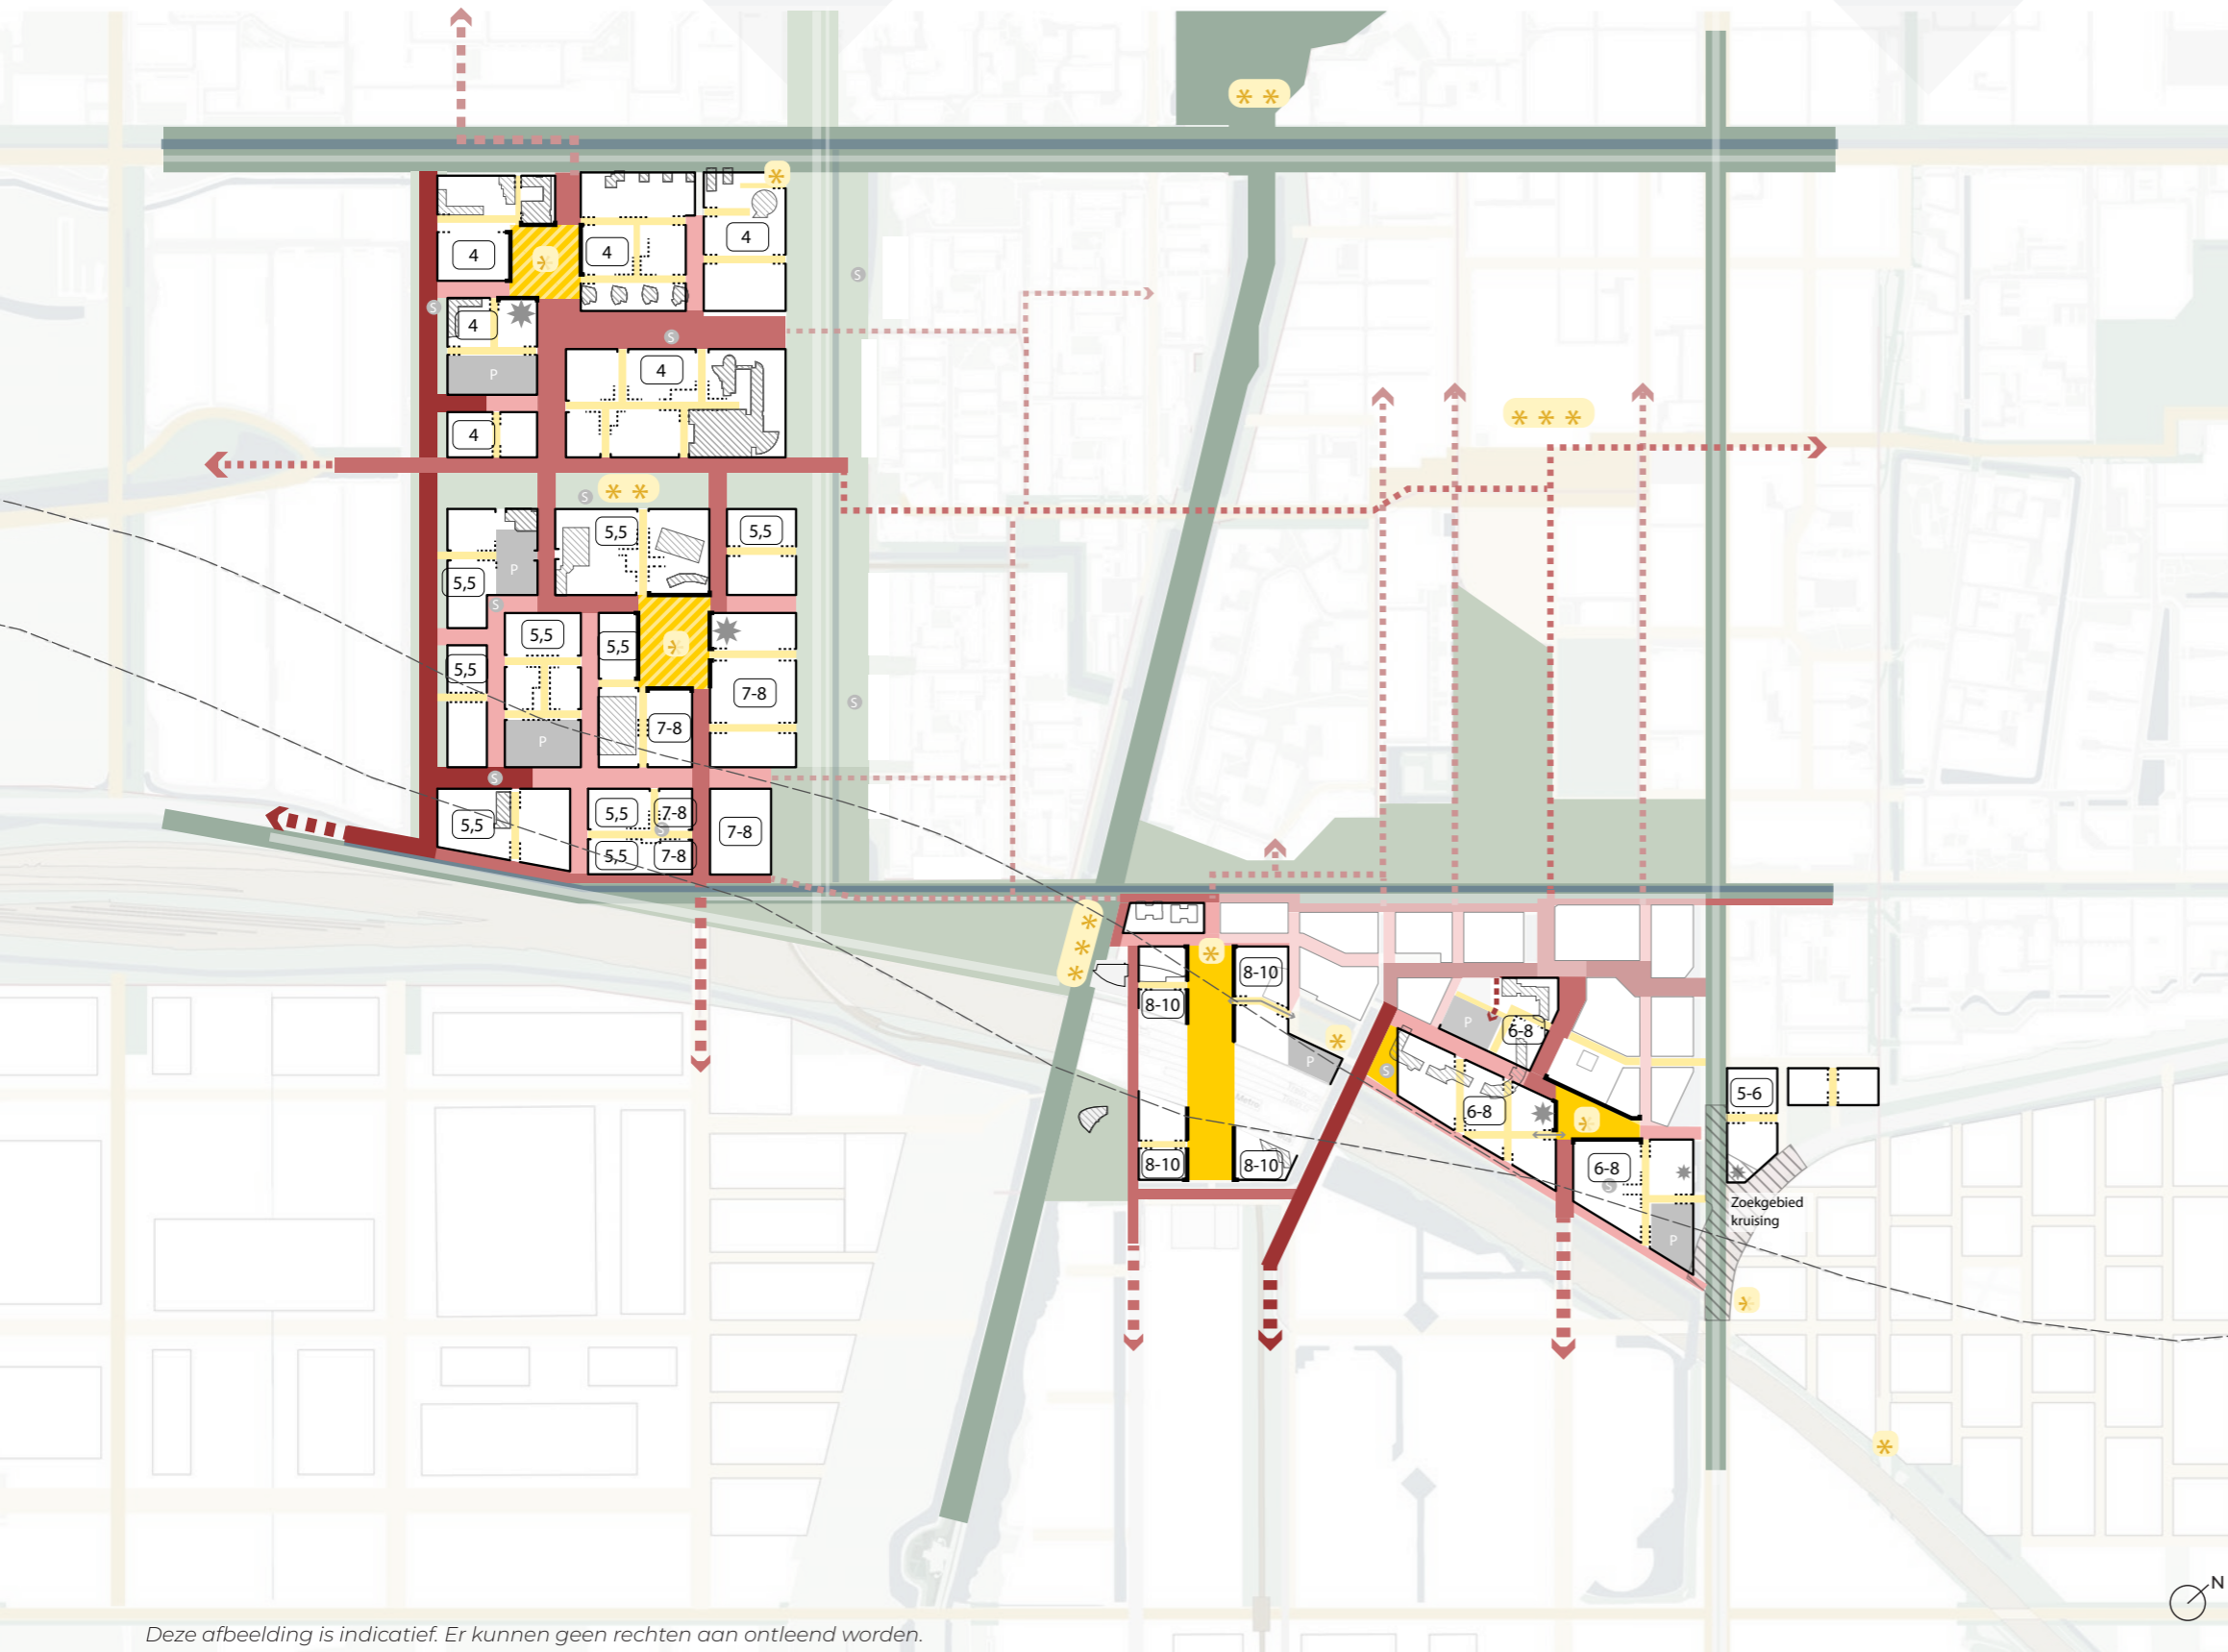 4
4
4
4
4
4
S
S
S
P
S
5,5
5,5
5,5
P
S
5,5
5,5
5,5
7-8
7-8
P
S
S
5,5
5,5
7-8
7-8
S
5,5
7-8
8-10
8-10
P
P
6-8
S
6-8
8-10
8-10
6-8
S
P
5-6
Zoekgebied
kruising
N
Deze afbeelding is indicatief. Er kunnen geen rechten aan ontleend worden.